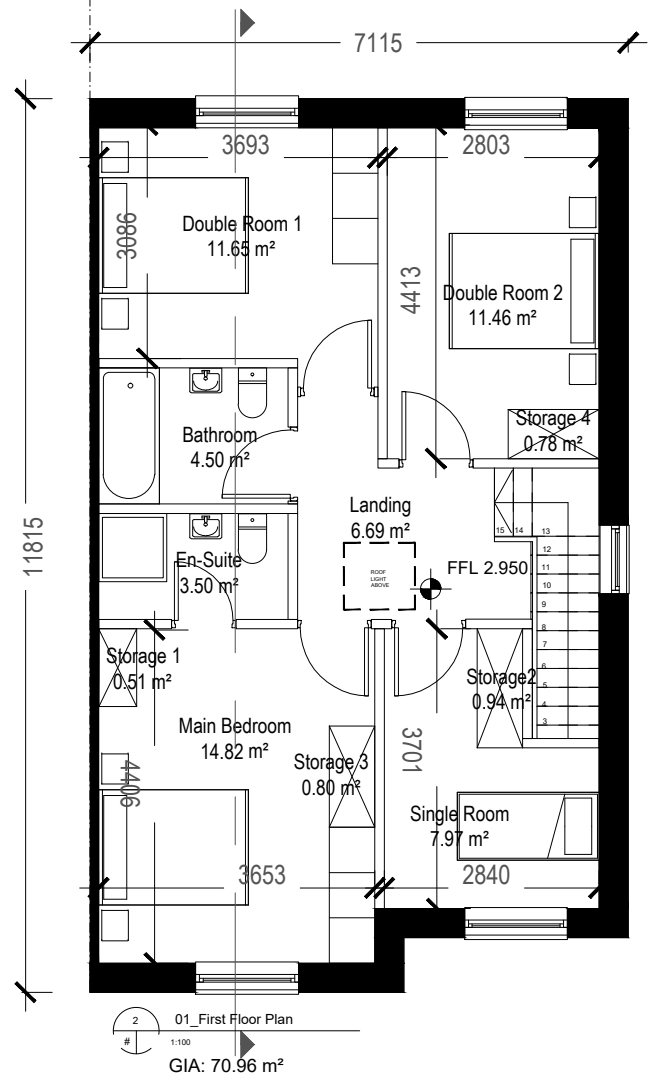 7115
3693
2803
Double Room 1
11.65 m²
3086
4413
Double Room 2
11.46 m²
Storage 4
0.78 m²
Bathroom
4.50 m²
Landing
6.69 m²
15
14
13
12
11
10
9
8
7
6
5
4
3
11815
En-Suite
3.50 m²
ROOF
LIGHT
ABOVE
FFL 2.950
Storage 1
0.51 m²
Storage2
0.94 m²
Main Bedroom
14.82 m²
3701
Storage 3
0.80 m²
4406
Single Room
7.97 m²
3653
2840
2
01_First Floor Plan
#
1:100
GIA: 70.96 m²